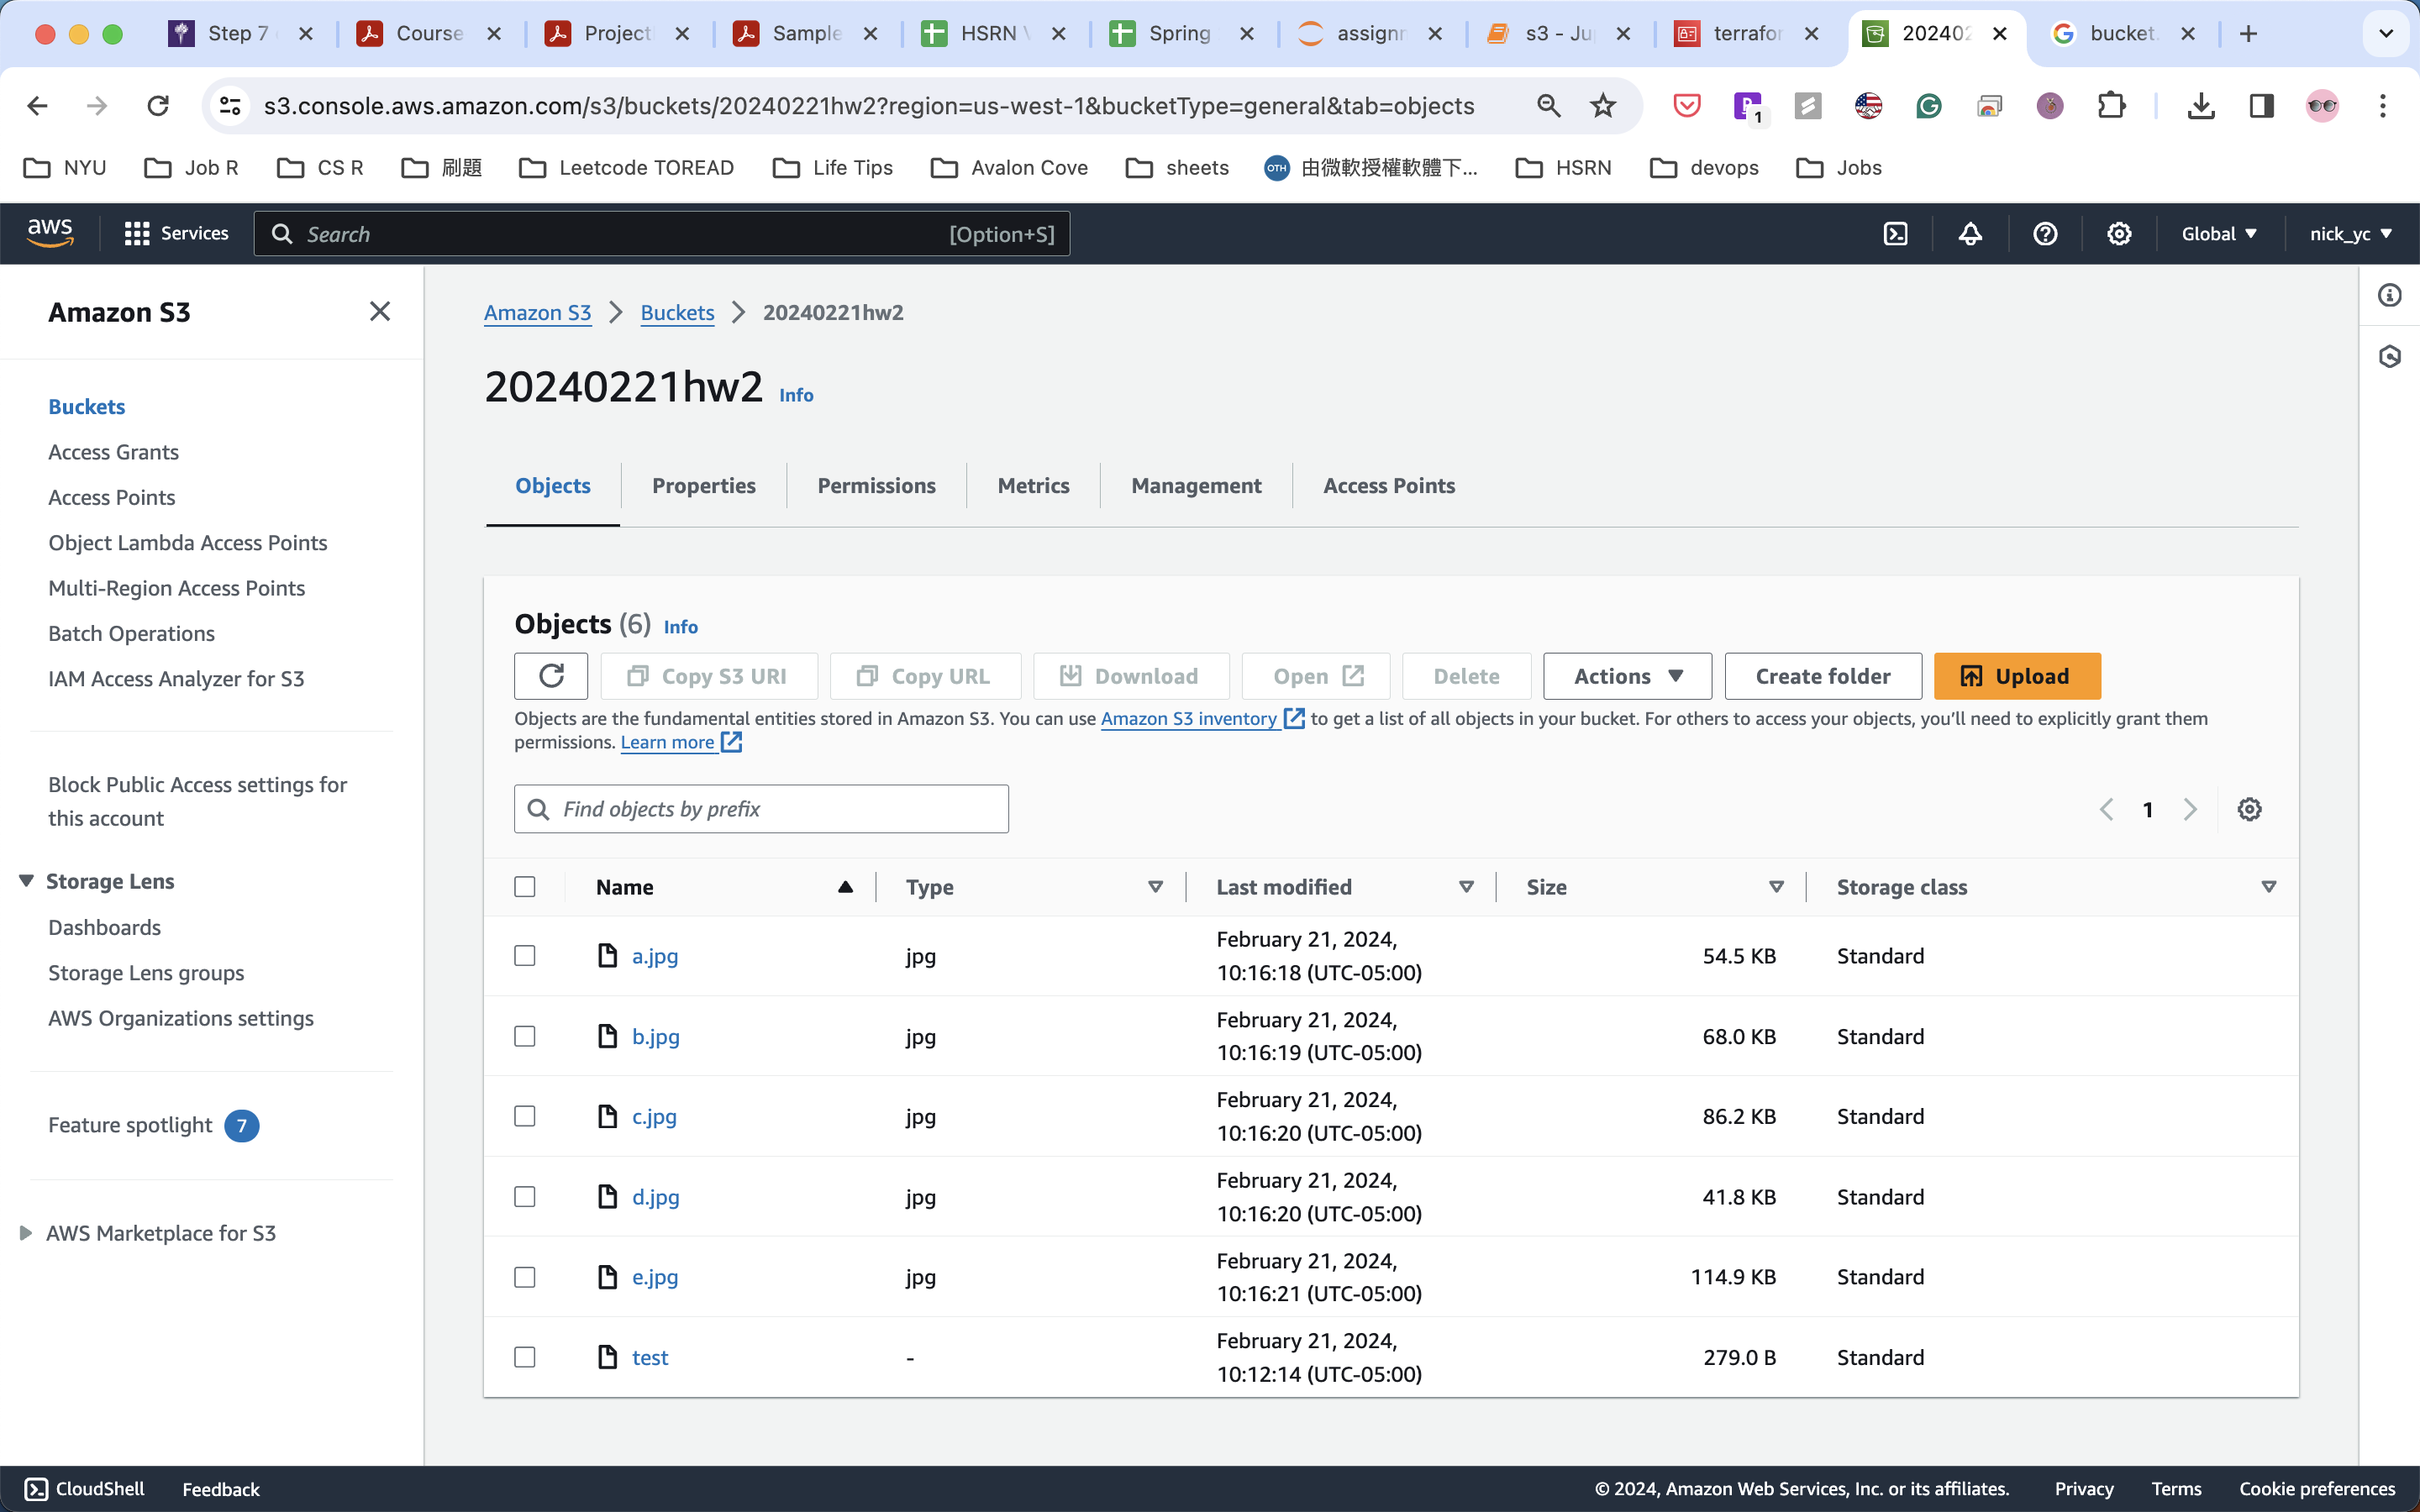 Step 7
Course
Project
Sample
HSRN
Spring
assignm
s3 - Ju
terrafor
202402
bucket.
s3.console.aws.amazon.com/s3/buckets/20240221hw2?region=us-west-1&bucketType=general&tab=objects
1
NYU
Job R
CS R
刷題
Leetcode TOREAD
Life Tips
Avalon Cove
sheets
OTH
由微軟授權軟體下...
HSRN
devops
Jobs
aws
Services
Search
[Option+S]
Global
nick_yc
Amazon S3
Buckets
Access Grants
Access Points
Object Lambda Access Points
Multi-Region Access Points
Batch Operations
IAM Access Analyzer for S3
Block Public Access settings for
this account
Storage Lens
Dashboards
Storage Lens groups
AWS Organizations settings
Feature spotlight 7
AWS Marketplace for S3
Amazon S3 > Buckets > 20240221hw2
20240221hw2 Info
Objects
Properties
Permissions
Metrics
Management
Access Points
Objects (6) Info
Copy S3 URI
Copy URL
Download
Open
Delete
Actions
Create folder
Upload
Objects are the fundamental entities stored in Amazon S3. You can use Amazon S3 inventory to get a list of all objects in your bucket. For others to access your objects, you’ll need to explicitly grant them
permissions. Learn more
Find objects by prefix
1
Name
Type
Last modified
Size
Storage class
a.jpg
jpg
February 21, 2024,
10:16:18 (UTC-05:00)
54.5 KB
Standard
b.jpg
jpg
February 21, 2024,
10:16:19 (UTC-05:00)
68.0 KB
Standard
c.jpg
jpg
February 21, 2024,
10:16:20 (UTC-05:00)
86.2 KB
Standard
d.jpg
jpg
February 21, 2024,
10:16:20 (UTC-05:00)
41.8 KB
Standard
e.jpg
jpg
February 21, 2024,
10:16:21 (UTC-05:00)
114.9 KB
Standard
test
-
February 21, 2024,
10:12:14 (UTC-05:00)
279.0 B
Standard
CloudShell
Feedback
© 2024, Amazon Web Services, Inc. or its affiliates.
Privacy
Terms
Cookie preferences